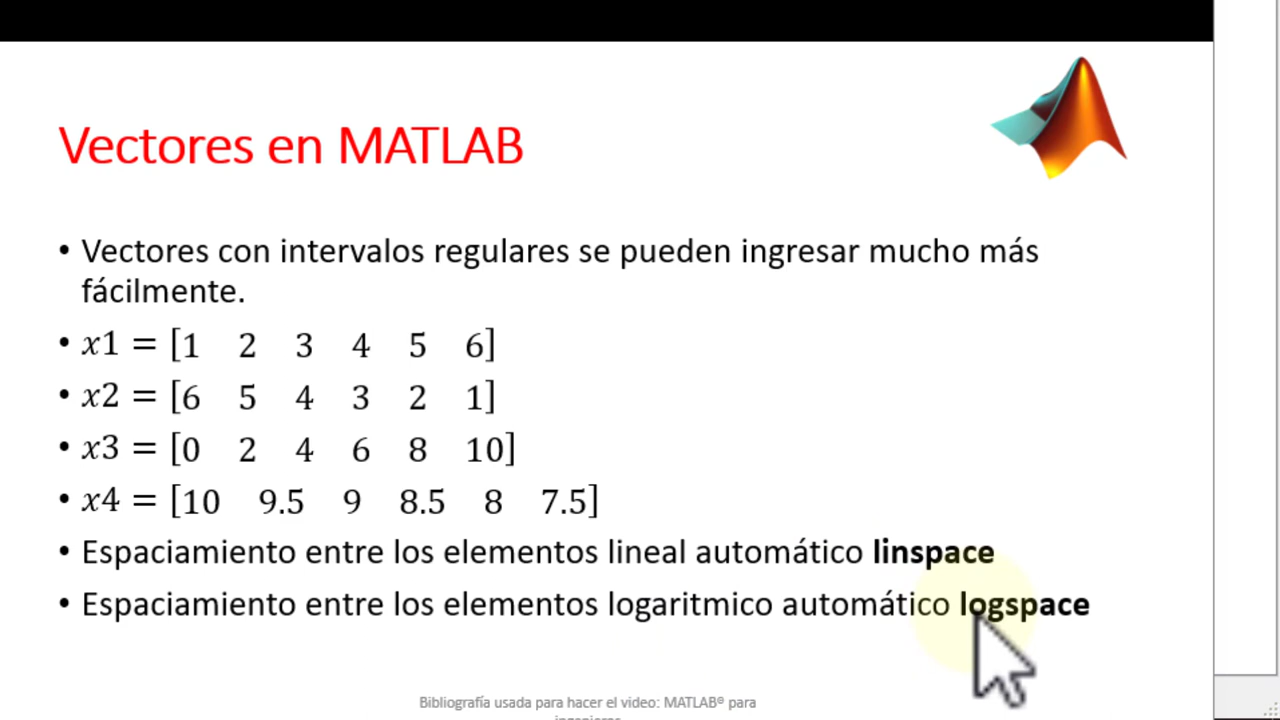 Vectores en MATLAB
• Vectores con intervalos regulares se pueden ingresar mucho más
fácilmente.
• x1 = [1 2 3 4 5 6]
• x2 = [6 5 4 3 2 1]
• x3 = [0 2 4 6 8 10]
• x4 = [10 9.5 9 8.5 8 7.5]
• Espaciamiento entre los elementos lineal automático linspace
• Espaciamiento entre los elementos logaritmico automático logspace
Bibliografía usada para hacer el video: MATLAB® para